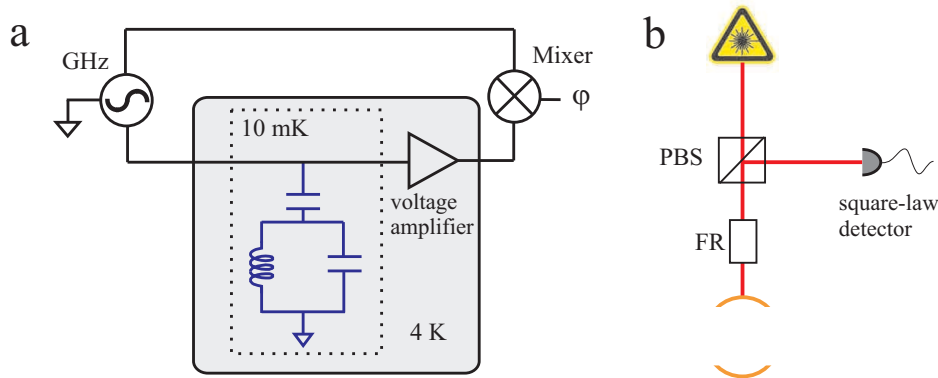 a
GHz
Mixer
φ
10 mK
voltage
amplifier
4 K
b
PBS
square-law
detector
FR